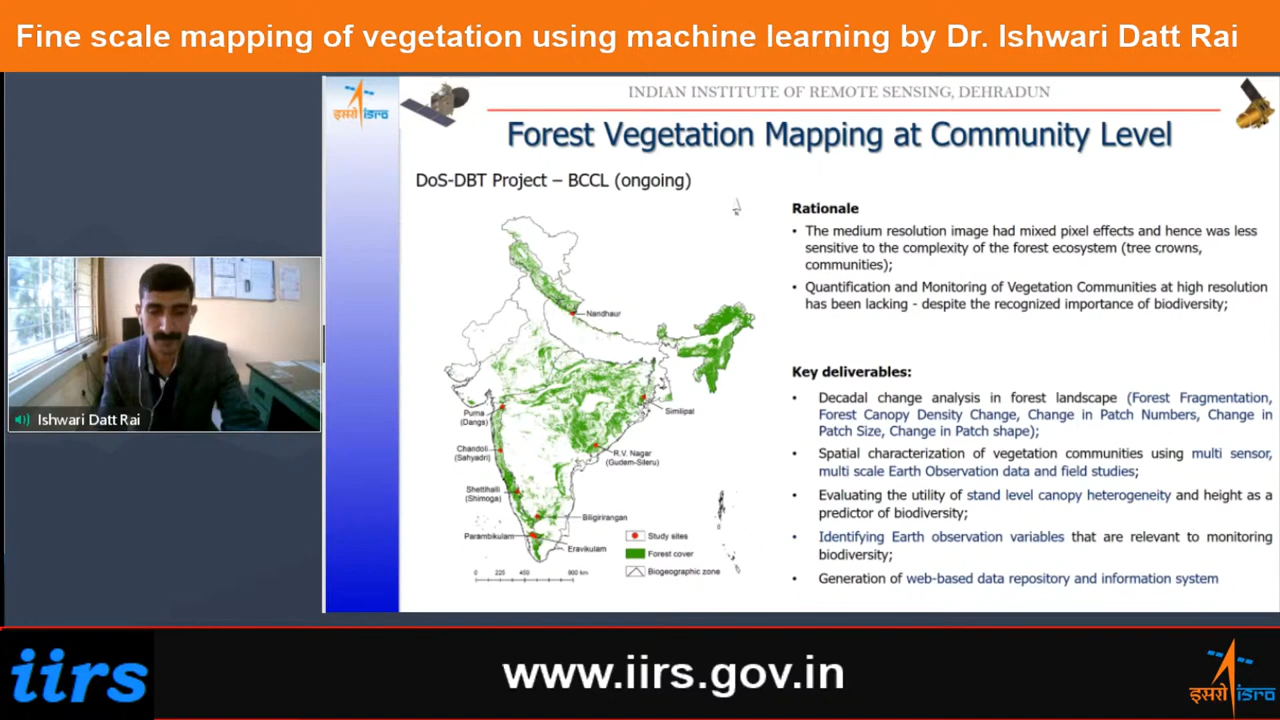 Fine scale mapping of vegetation using machine learning by Dr. Ishwari Datt Rai
इसरो isro
INDIAN INSTITUTE OF REMOTE SENSING, DEHRADUN
Forest Vegetation Mapping at Community Level
DoS-DBT Project – BCCL (ongoing)
N
Nandhaur
Similipal
Purna
(Dangs)
Chandoli
(Sahyadri)
R.V. Nagar
(Gudem-Sileru)
Shettihalli
(Shimoga)
Biligirirangan
Parambikulam
Eravikulam
Study sites
Forest cover
Biogeographic zone
0 225 450 900 km
Rationale
• The medium resolution image had mixed pixel effects and hence was less
sensitive to the complexity of the forest ecosystem (tree crowns,
communities);
• Quantification and Monitoring of Vegetation Communities at high resolution
has been lacking - despite the recognized importance of biodiversity;
Key deliverables:
• Decadal change analysis in forest landscape (Forest Fragmentation,
Forest Canopy Density Change, Change in Patch Numbers, Change in
Patch Size, Change in Patch shape);
• Spatial characterization of vegetation communities using multi sensor,
multi scale Earth Observation data and field studies;
• Evaluating the utility of stand level canopy heterogeneity and height as a
predictor of biodiversity;
• Identifying Earth observation variables that are relevant to monitoring
biodiversity;
• Generation of web-based data repository and information system
Ishwari Datt Rai
iirs
www.iirs.gov.in
इसरो isro